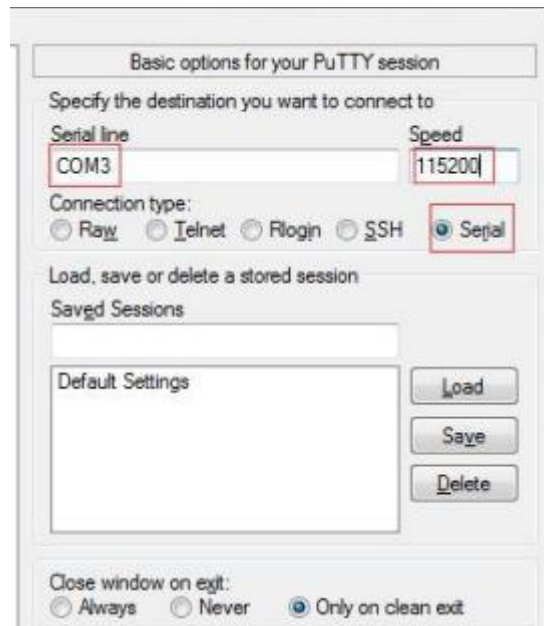 Basic options for your PuTTY session
Specify the destination you want to connect to
Serial line Speed
COM3 115200
Connection type:
Raw Telnet Rlogin SSH Serial
Load, save or delete a stored session
Saved Sessions
Default Settings
Load
Save
Delete
Close window on exit:
Always Never Only on clean exit